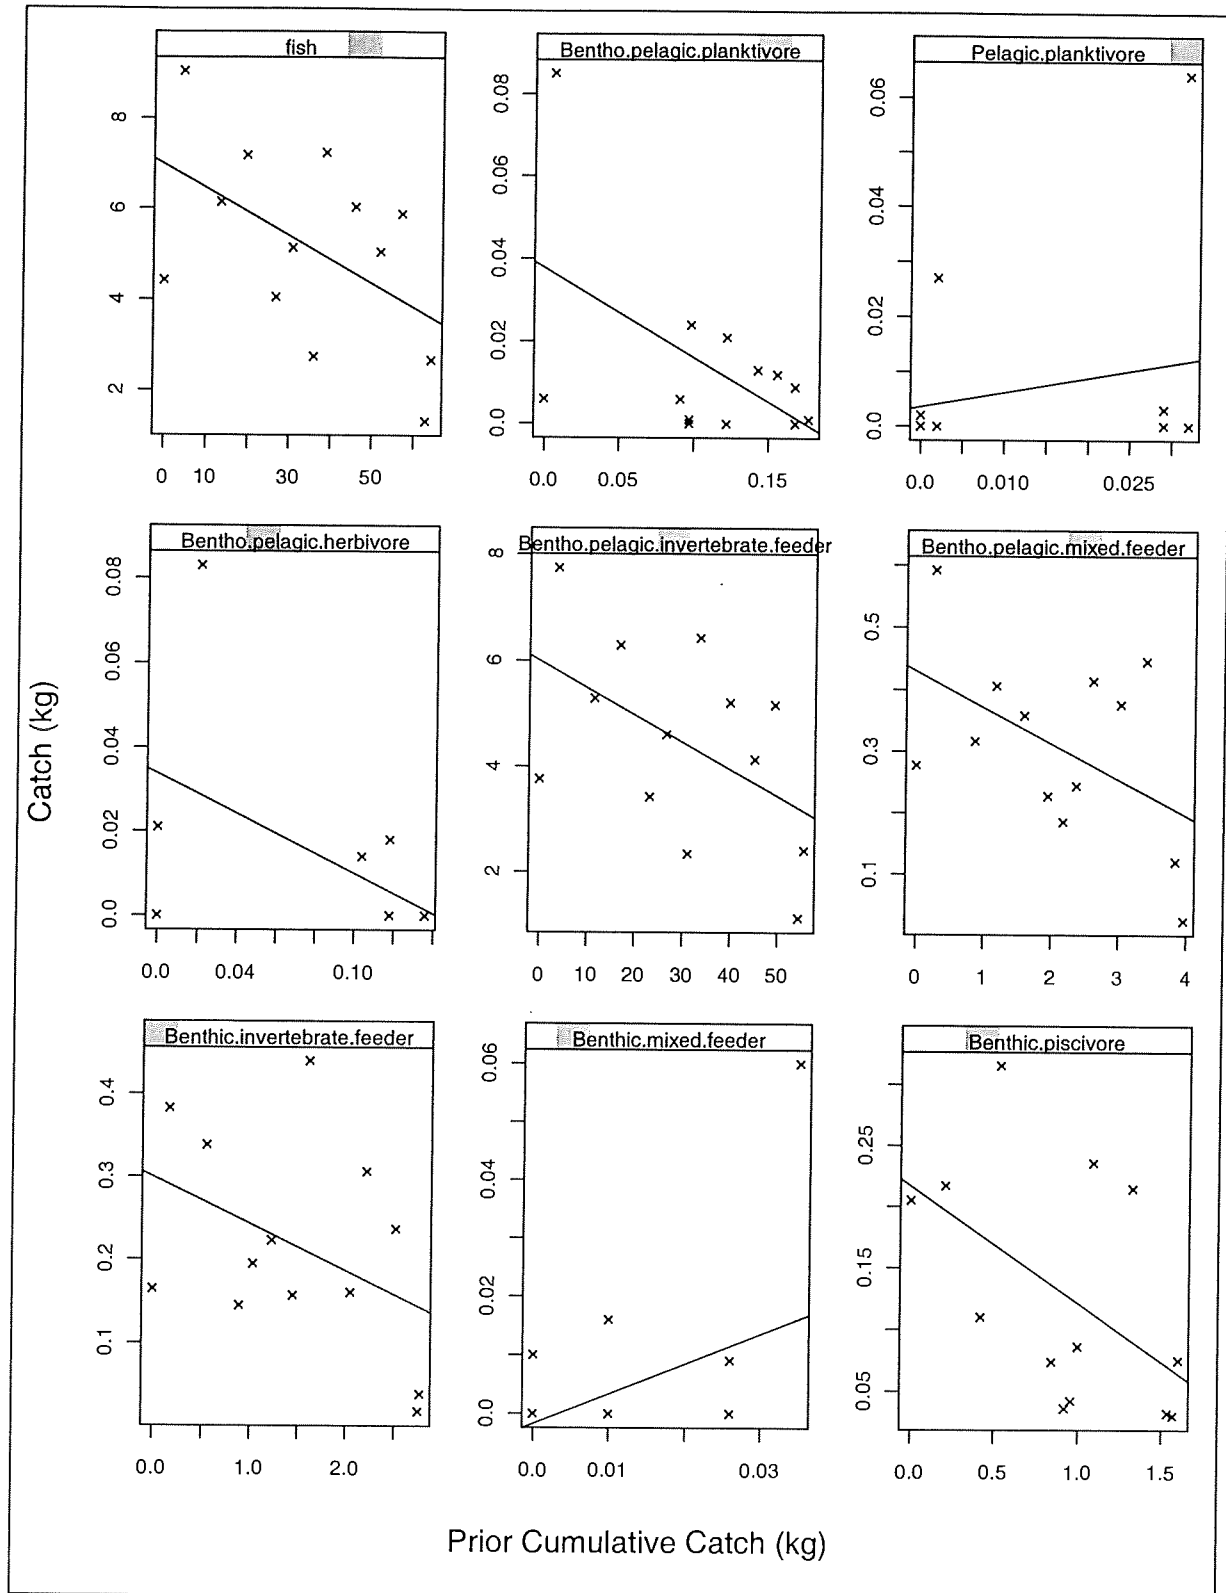 fish
8
6
4
2
0 10 30 50
Bentho.pelagic.planktivore
0.08
0.06
0.04
0.02
0.0
0.0 0.05 0.15
Pelagic.planktivore
0.06
0.04
0.02
0.0
0.0 0.010 0.025
Bentho.pelagic.herbivore
0.08
0.06
0.04
0.02
0.0
0.0 0.04 0.10
Bentho.pelagic.invertebrate.feeder
8
6
4
2
0 10 20 30 40 50
Bentho.pelagic.mixed.feeder
0.5
0.3
0.1
0 1 2 3 4
Catch (kg)
Benthic.invertebrate.feeder
0.4
0.3
0.2
0.1
0.0 1.0 2.0
Benthic.mixed.feeder
0.06
0.04
0.02
0.0
0.0 0.01 0.03
Benthic.piscivore
0.25
0.15
0.05
0.0 0.5 1.0 1.5
Prior Cumulative Catch (kg)